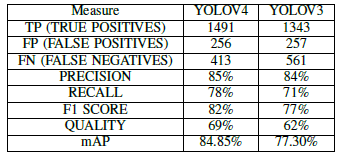 Measure YOLOV4 YOLOV3
TP (TRUE POSITIVES) 1491 1343
FP (FALSE POSITIVES) 256 257
FN (FALSE NEGATIVES) 413 561
PRECISION 85% 84%
RECALL 78% 71%
F1 SCORE 82% 77%
QUALITY 69% 62%
mAP 84.85% 77.30%